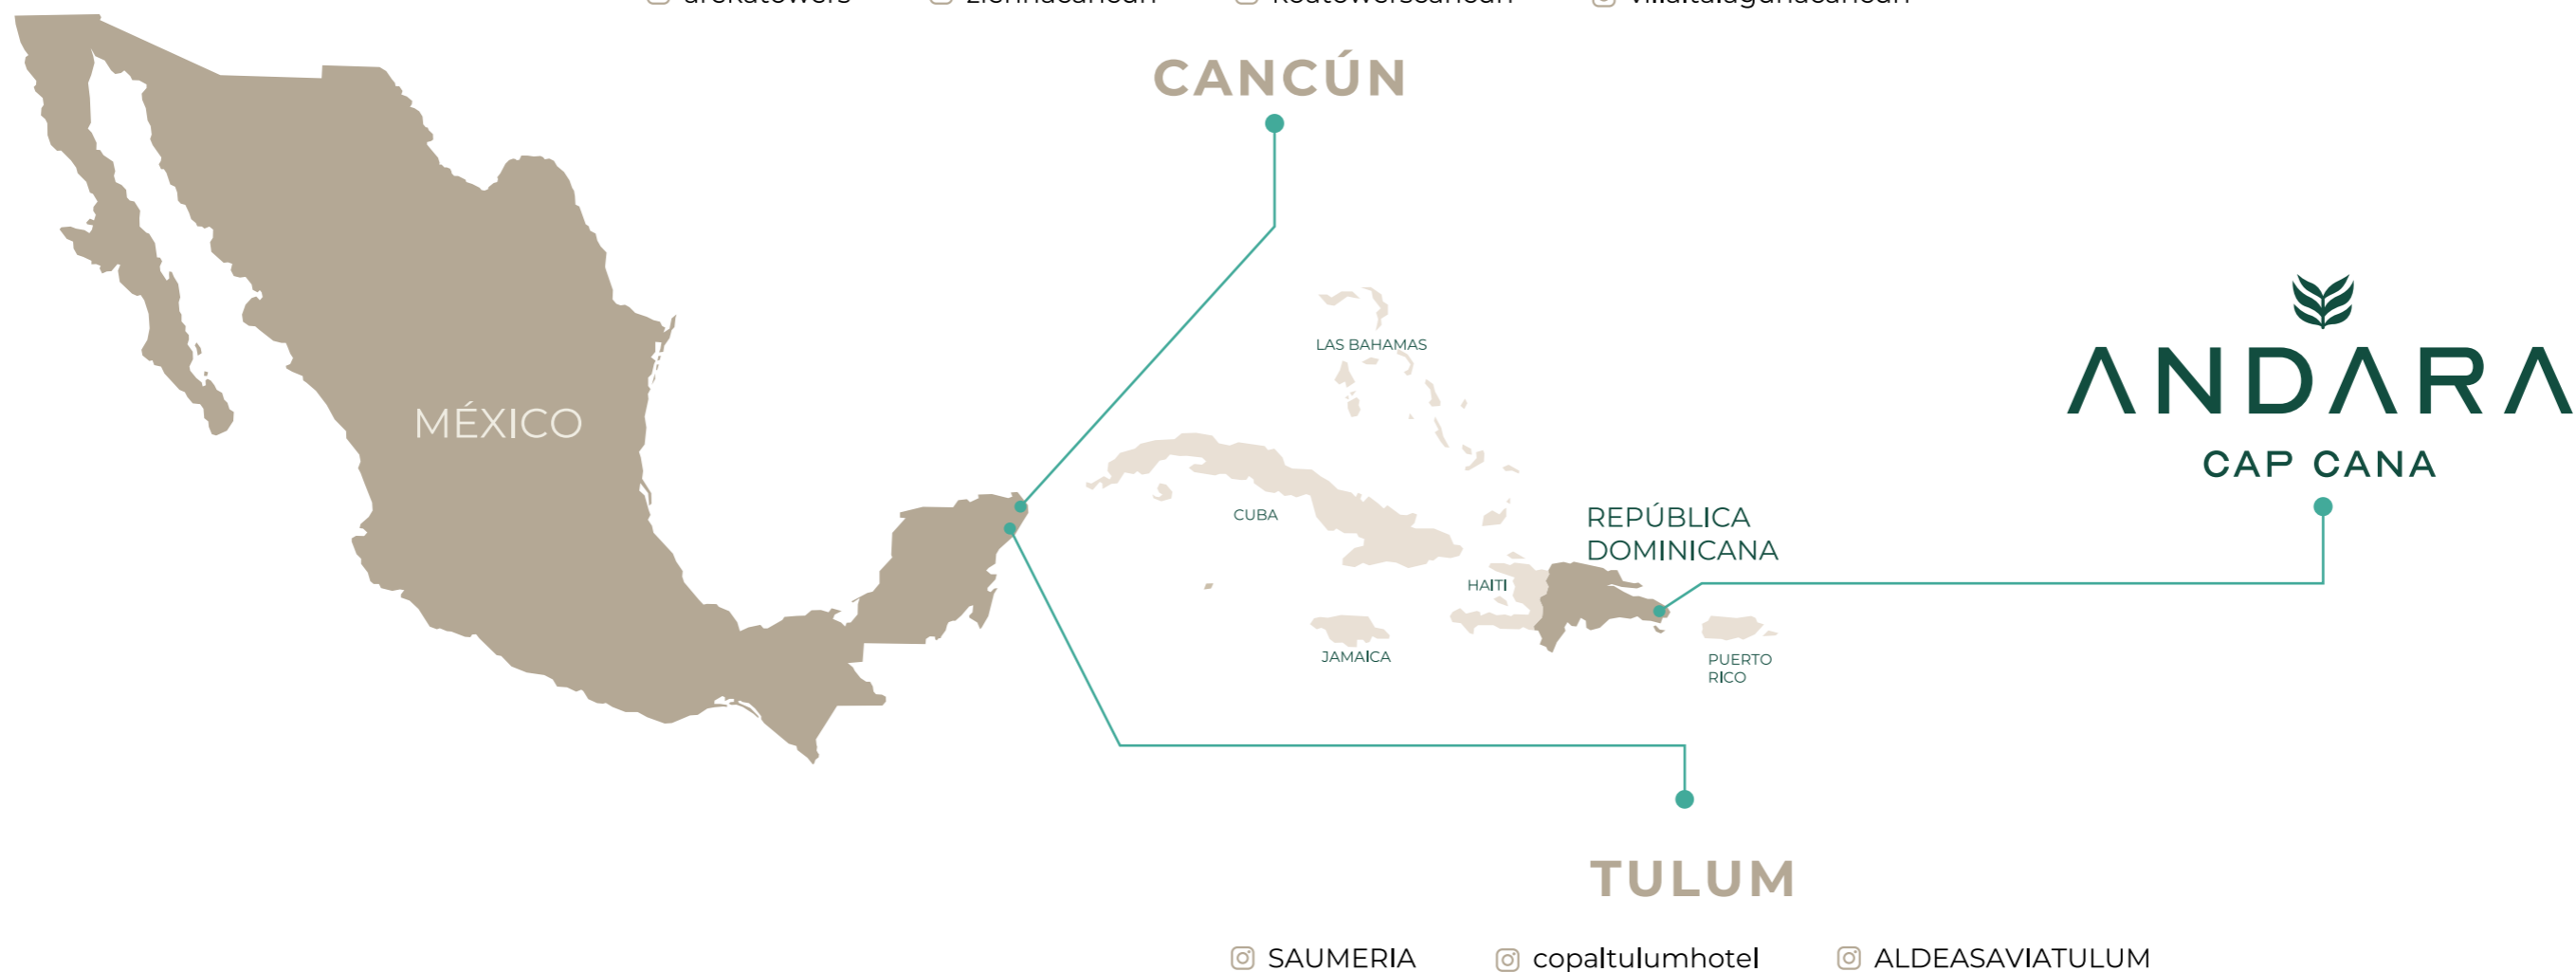 CANCÚN
LAS BAHAMAS
MÉXICO
ANDARA
CAP CANA
CUBA
REPÚBLICA
DOMINICANA
HAITI
JAMAICA
PUERTO
RICO
TULUM
SAUMERIA copaltulumhotel ALDEASAVIATULUM